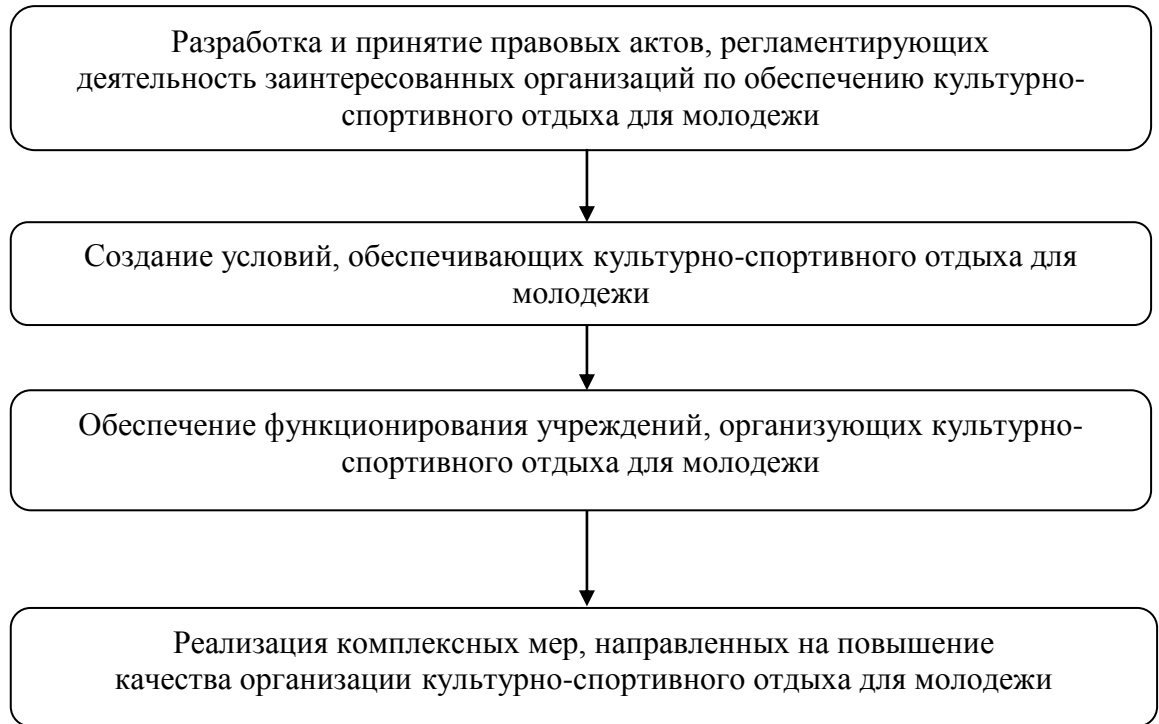 Разработка и принятие правовых актов, регламентирующих
деятельность заинтересованных организаций по обеспечению культурно-
спортивного отдыха для молодежи
Создание условий, обеспечивающих культурно-спортивного отдыха для
молодежи
Обеспечение функционирования учреждений, организующих культурно-
спортивного отдыха для молодежи
Реализация комплексных мер, направленных на повышение
качества организации культурно-спортивного отдыха для молодежи